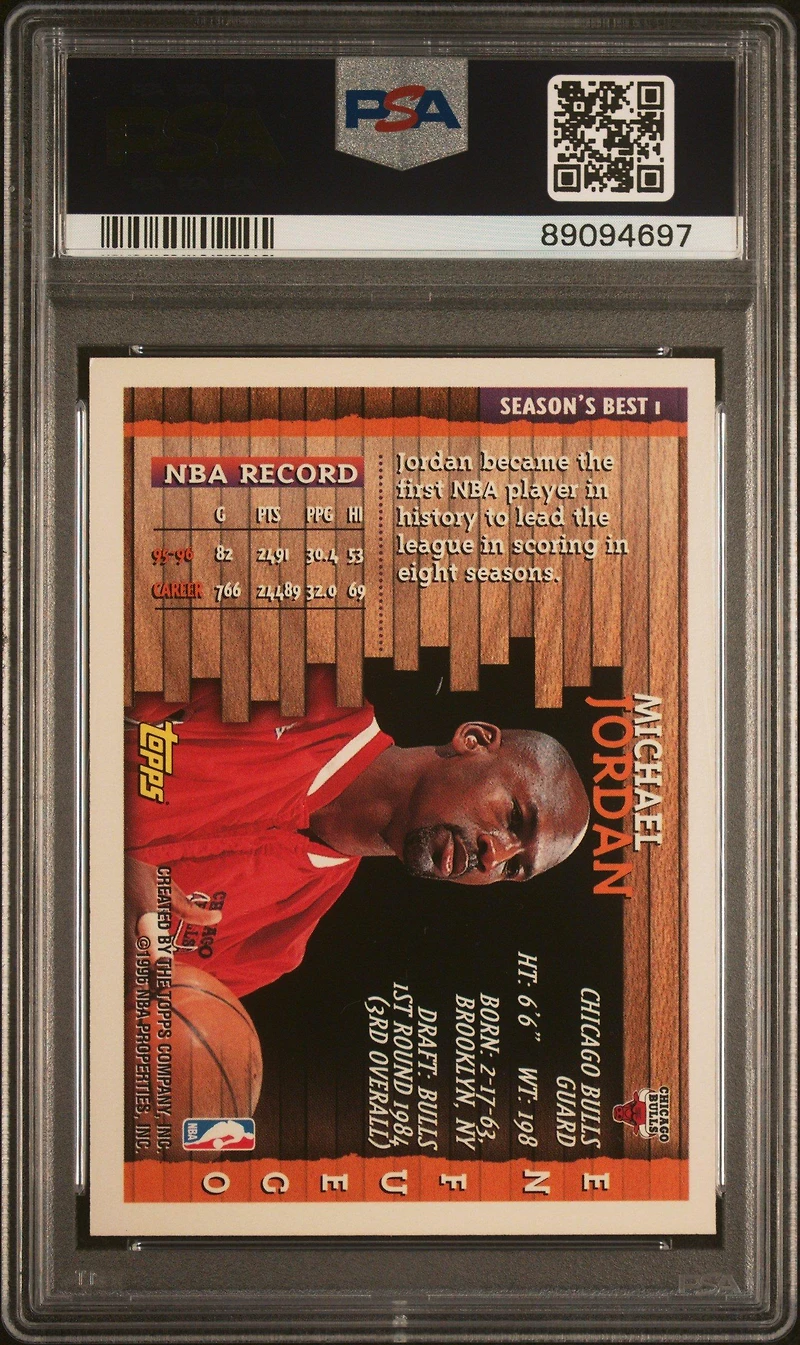 PSA
89094697
SEASON'S BEST 1
Jordan became the
first NBA player in
history to lead the
league in scoring in
eight seasons.
NBA RECORD
G PTS PPG HI
95-96 82 2491 30.4 53
CAREER 766 24489 32.0 69
MICHAEL
JORDAN
CHICAGO
BULLS
CHICAGO BULLS
GUARD
HT: 6'6" WT: 198
BORN: 2-17-63
BROOKLYN, NY
DRAFT: BULLS
1ST ROUND 1984
(3RD OVERALL)
E
N
F
U
E
G
O
topps
CHICAGO
BULLS
NBA
CREATED BY THE TOPPS COMPANY, INC.
©1996 NBA PROPERTIES, INC.
PSA